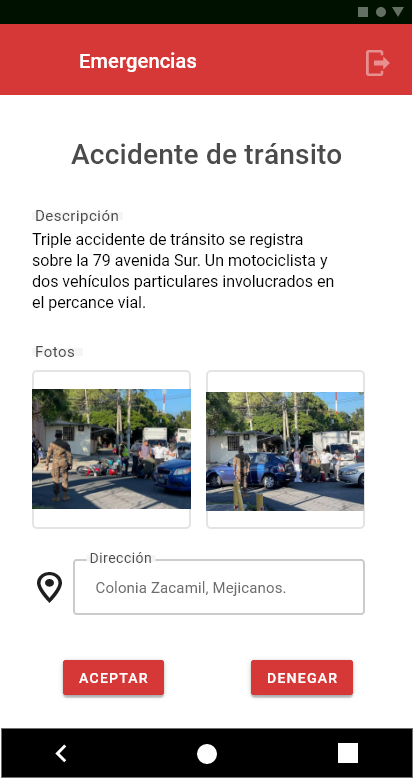 Emergencias
Accidente de tránsito
Descripción
Triple accidente de tránsito se registra
sobre la 79 avenida Sur. Un motociclista y
dos vehículos particulares involucrados en
el percance vial.
Fotos
Dirección
Colonia Zacamil, Mejicanos.
ACEPTAR
DENEGAR